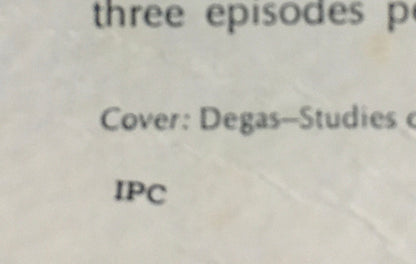 three episodes
Cover: Degas—Studies
IPC